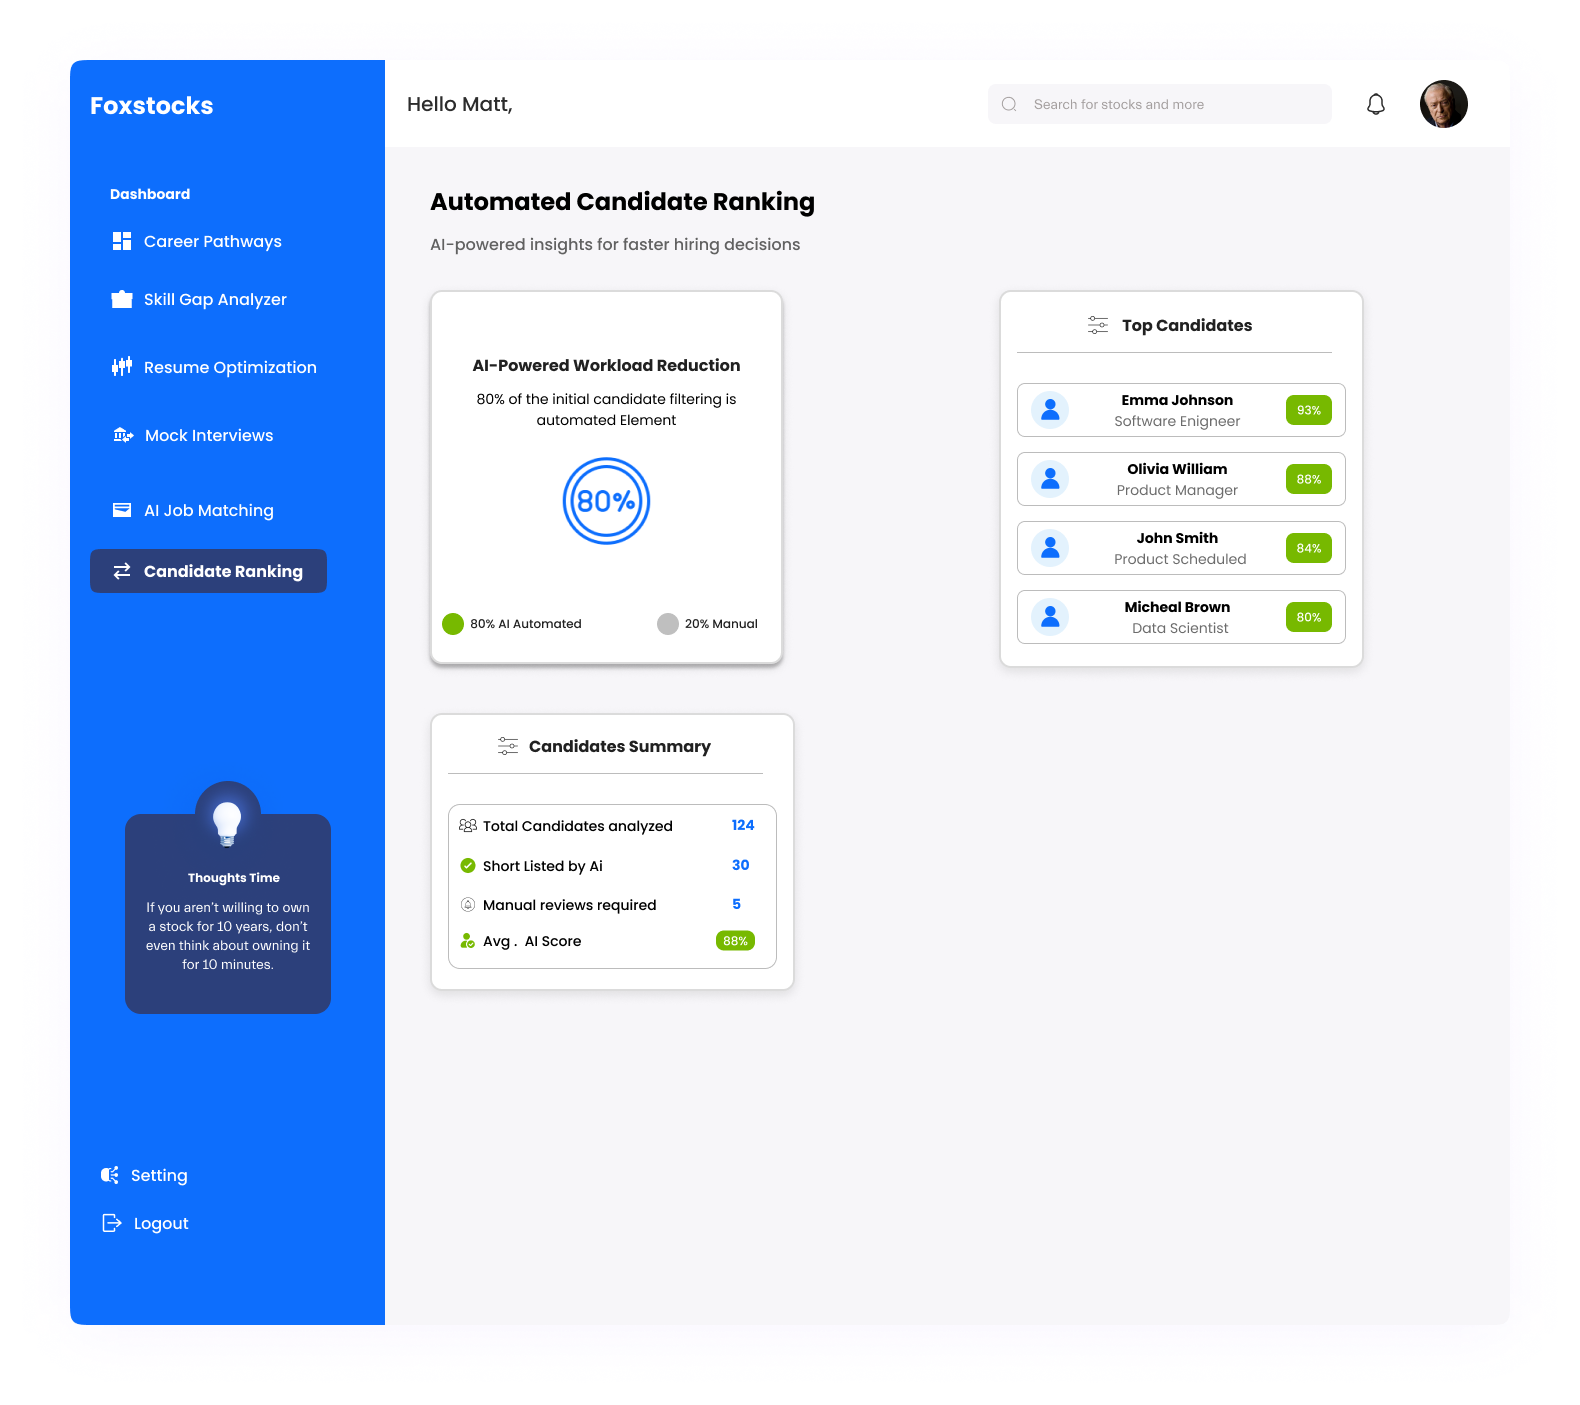 Foxstocks
Hello Matt,
Search for stocks and more
Dashboard
Career Pathways
Skill Gap Analyzer
Resume Optimization
Mock Interviews
AI Job Matching
Candidate Ranking
Thoughts Time
If you aren't willing to own
a stock for 10 years, don't
even think about owning it
for 10 minutes.
Setting
Logout
Automated Candidate Ranking
AI-powered insights for faster hiring decisions
AI-Powered Workload Reduction
80% of the initial candidate filtering is
automated Element
80%
80% AI Automated
20% Manual
Top Candidates
Emma Johnson
Software Enigneer
93%
Olivia William
Product Manager
88%
John Smith
Product Scheduled
84%
Micheal Brown
Data Scientist
80%
Candidates Summary
Total Candidates analyzed 124
Short Listed by Ai 30
Manual reviews required 5
Avg . AI Score 88%